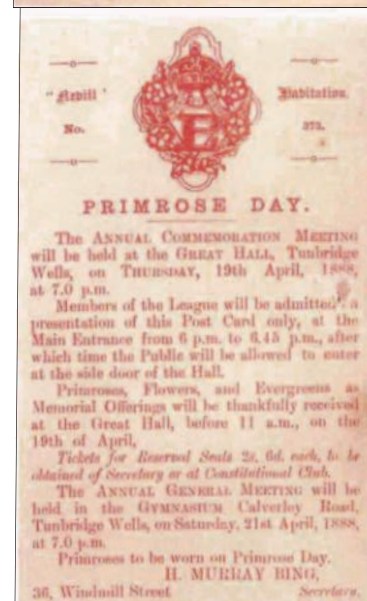 "Nevill"
Habitation.
No.
373.
PRIMROSE DAY.
The ANNUAL COMMEMORATION MEETING
will be held at the GREAT HALL, Tunbridge
Wells, on THURSDAY, 19th April, 1888,
at 7.0 p.m.
Members of the League will be admitted
presentation of this Post Card only, at the
Main Entrance from 6 p.m. to 6.45 p.m., after
which time the Public will be allowed to enter
at the side door of the Hall.
Primroses, Flowers, and Evergreens as
Memorial Offerings will be thankfully received
at the Great Hall, before 11 a.m., on the
19th of April,
Tickets for Reserved Seats 2s. 6d. each, to be
obtained of Secretary or at Constitutional Club.
The ANNUAL GENERAL MEETING will be
held in the GYMNASIUM Calverley Road,
Tunbridge Wells, on Saturday, 21st April, 1888,
at 7.0 p.m.
Primroses to be worn on Primrose Day.
H. MURRAY BING,
36, Windmill Street
Secretary.